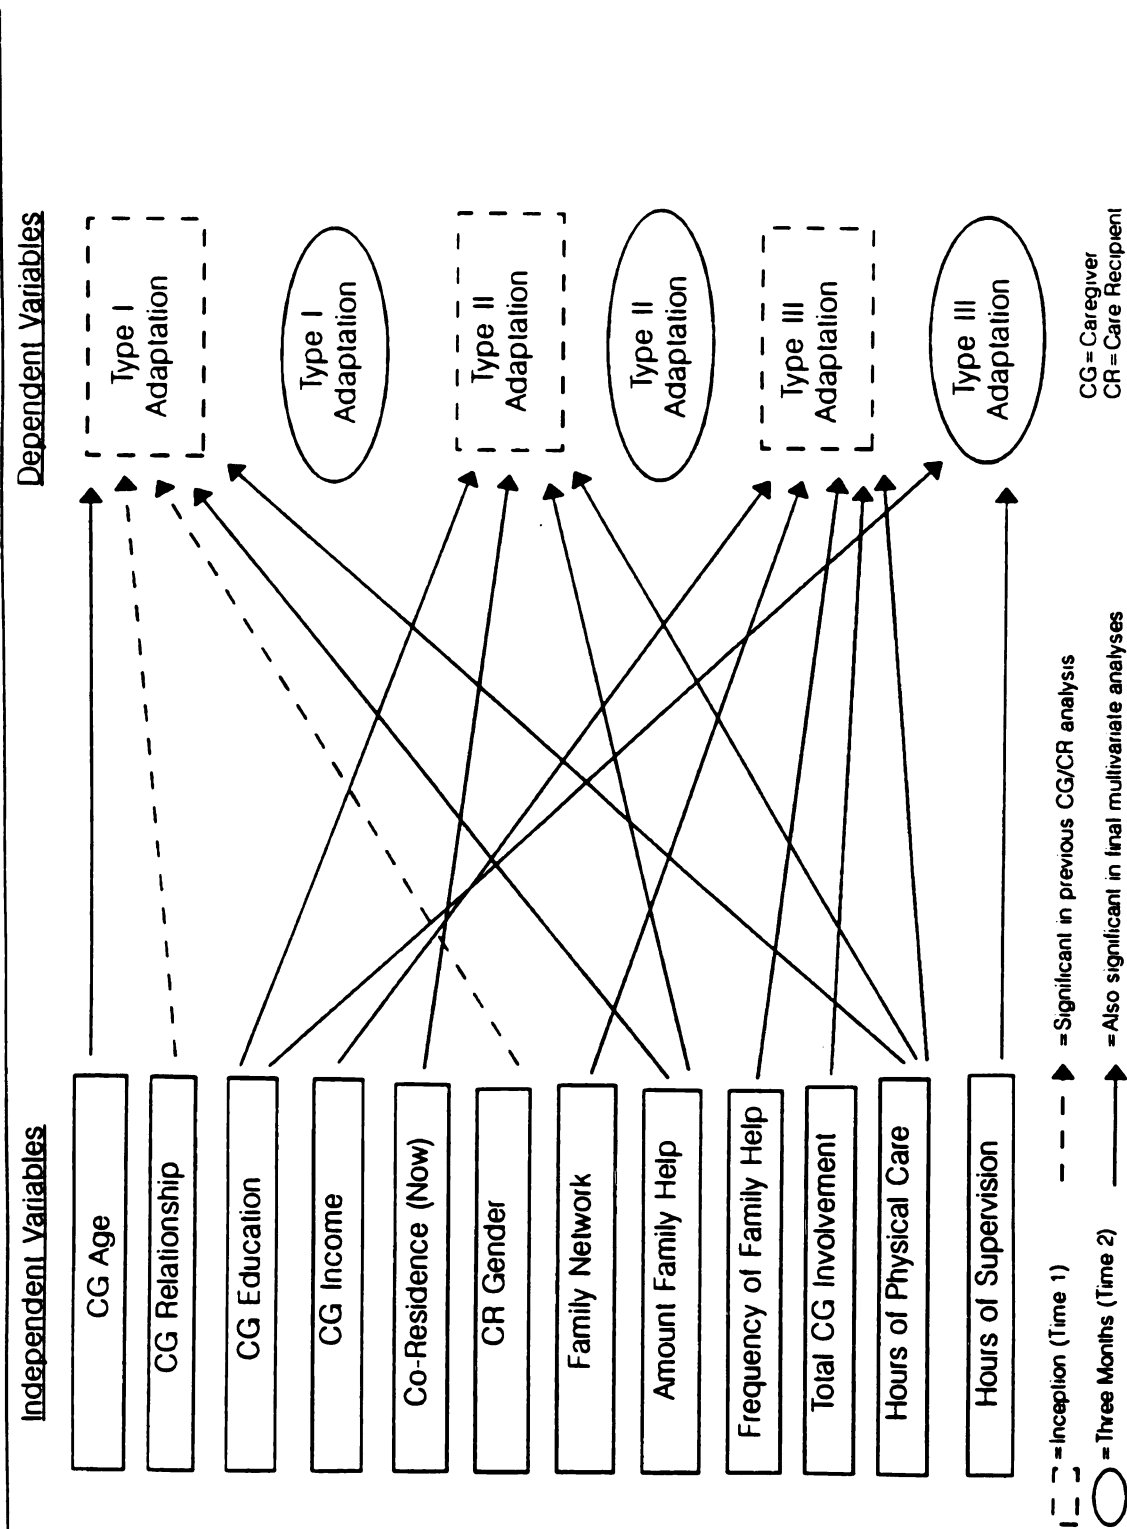 Independent Variables
Dependent Variables
CG Age
CG Relationship
CG Education
CG Income
Co-Residence (Now)
CR Gender
Family Network
Amount Family Help
Frequency of Family Help
Total CG Involvement
Hours of Physical Care
Hours of Supervision
Type I
Adaptation
Type I
Adaptation
Type II
Adaptation
Type II
Adaptation
Type III
Adaptation
Type III
Adaptation
= Inception (Time 1)
= Significant in previous CG/CR analysis
CG = Caregiver
= Three Months (Time 2)
= Also significant in final multivariate analyses
CR = Care Recipient